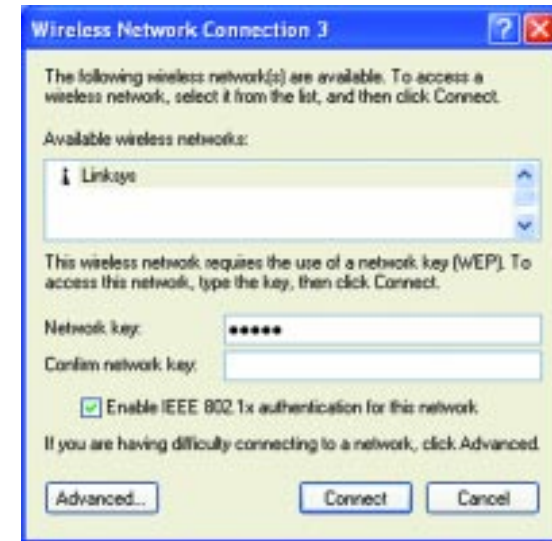 Wireless Network Connection 3
The following wireless network(s) are available. To access a
wireless network, select it from the list, and then click Connect.
Available wireless networks:
Linksys
This wireless network requires the use of a network key (WEP). To
access this network, type the key, then click Connect.
Network key: •••••
Confirm network key:
Enable IEEE 802.1x authentication for this network
If you are having difficulty connecting to a network, click Advanced.
Advanced... Connect Cancel